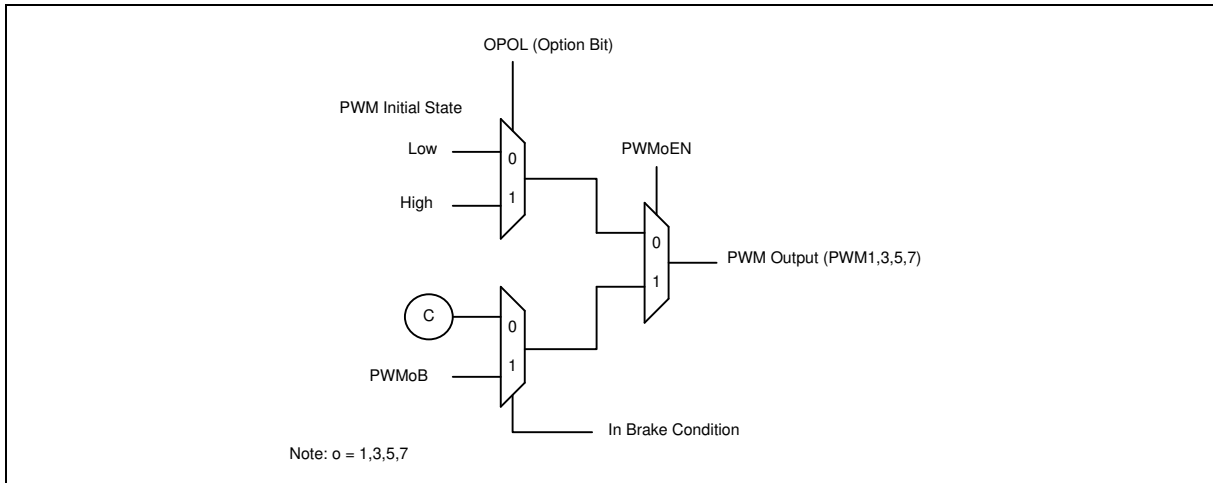 OPOL (Option Bit)
PWM Initial State
Low
0
High
1
PWMoEN
0
PWM Output (PWM1,3,5,7)
1
C
0
PWMoB
1
In Brake Condition
Note: o = 1,3,5,7